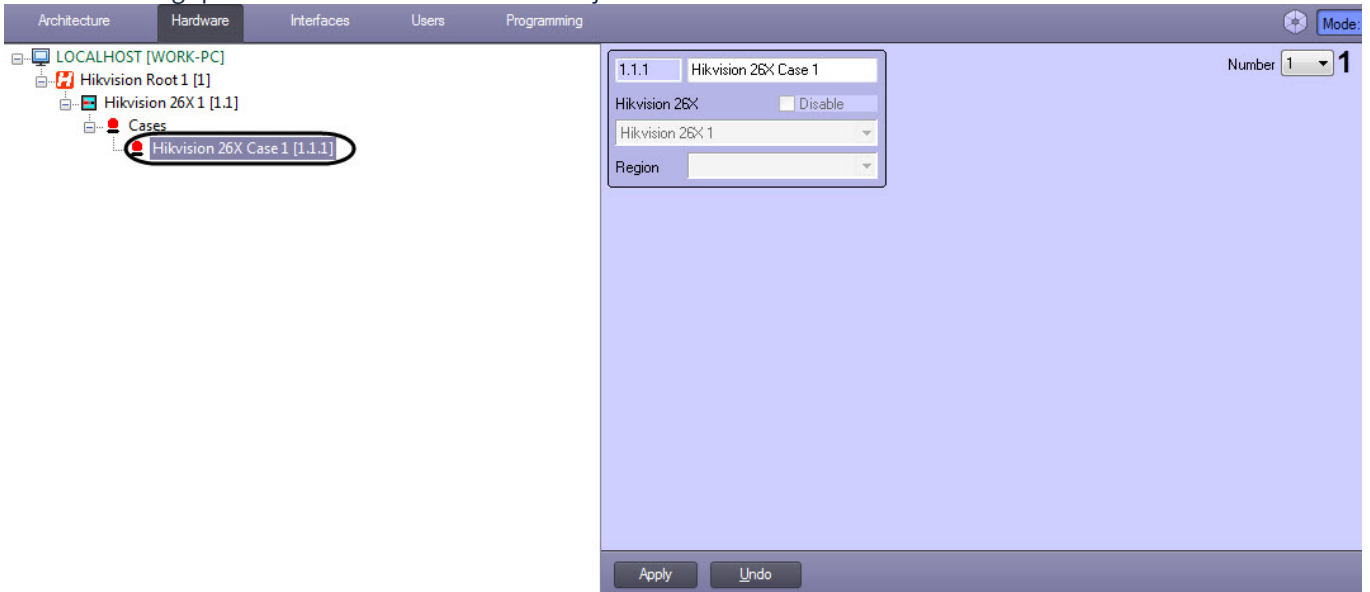 Architecture Hardware Interfaces Users Programming Mode:
LOCALHOST [WORK-PC]
Hikvision Root 1 [1]
Hikvision 26X 1 [1.1]
Cases
Hikvision 26X Case 1 [1.1.1]
1.1.1 Hikvision 26X Case 1
Hikvision 26X Disable
Hikvision 26X 1
Region
Number 1 1
Apply Undo